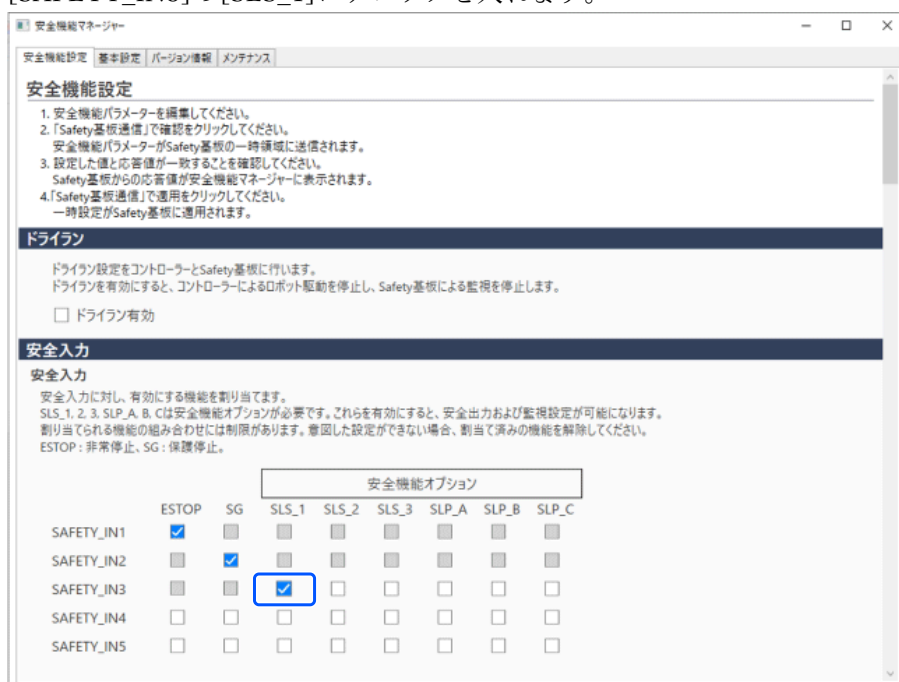 [SAFETY_IN3]の[SLS_1]にチェックを入れます。
安全機能マネージャー
安全機能設定 基本設定 バージョン情報 メンテナンス
安全機能設定
1. 安全機能パラメーターを編集してください。
2. 「Safety基板通信」で確認をクリックしてください。
安全機能パラメーターがSafety基板の一時領域に送信されます。
3. 設定した値と応答値が一致することを確認してください。
Safety基板からの応答値が安全機能マネージャーに表示されます。
4.「Safety基板通信」で適用をクリックしてください。
一時設定がSafety基板に適用されます。
ドライラン
ドライラン設定をコントローラーとSafety基板に行います。
ドライランを有効にすると、コントローラーによるロボット駆動を停止し、Safety基板による監視を停止します。
ドライラン有効
安全入力
安全入力
安全入力に対し、有効にする機能を割り当てます。
SLS_1, 2, 3, SLP_A, B, Cは安全機能オプションが必要です。これらを有効にすると、安全出力および監視設定が可能になります。
割り当てられる機能の組み合わせには制限があります。意図した設定ができない場合、割当て済みの機能を解除してください。
ESTOP : 非常停止、SG : 保護停止。
安全機能オプション
ESTOP SG SLS_1 SLS_2 SLS_3 SLP_A SLP_B SLP_C
SAFETY_IN1
SAFETY_IN2
SAFETY_IN3
SAFETY_IN4
SAFETY_IN5